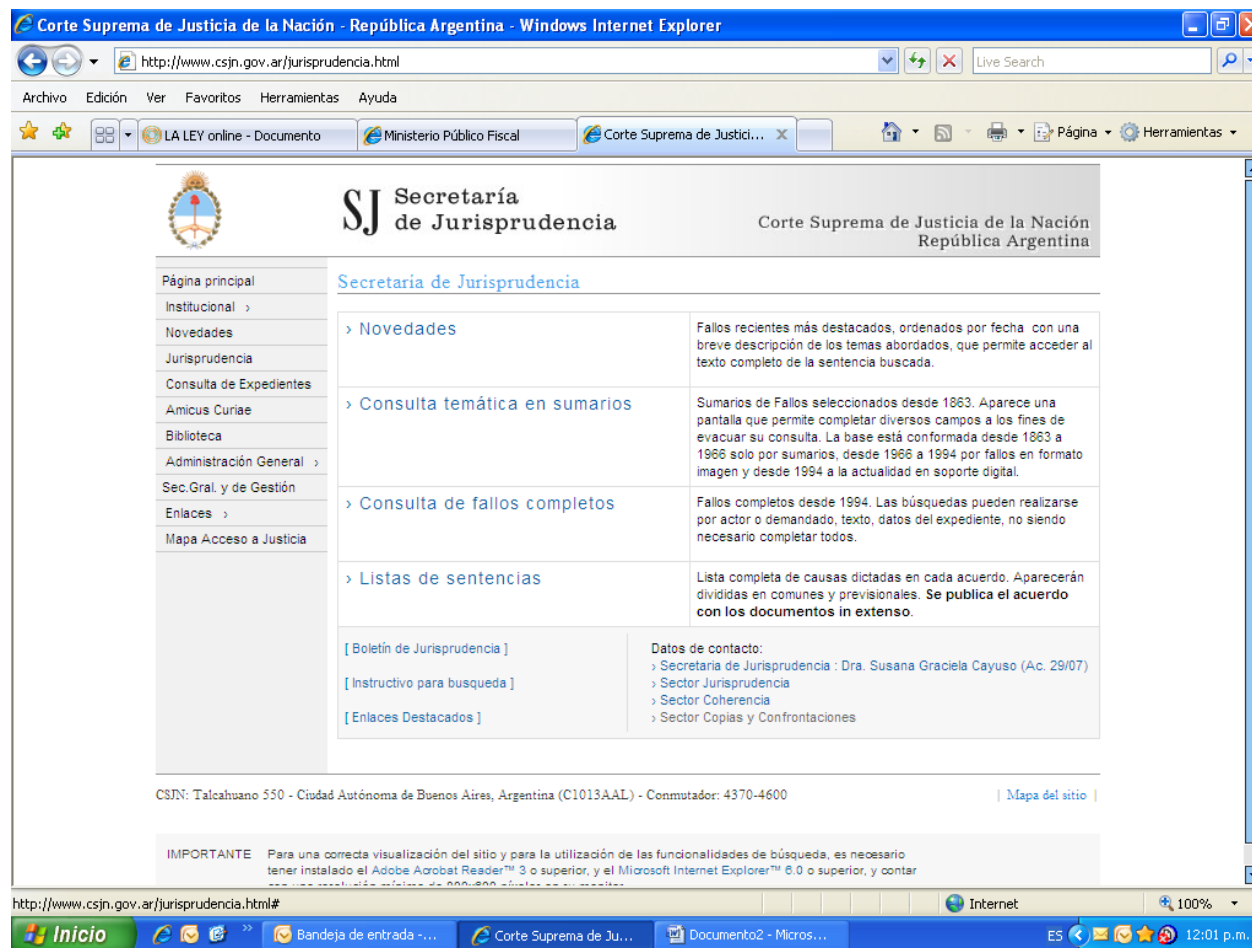 Corte Suprema de Justicia de la Nación - República Argentina - Windows Internet Explorer
http://www.csjn.gov.ar/jurisprudencia.html
Live Search
Archivo Edición Ver Favoritos Herramientas Ayuda
LA LEY online - Documento
Ministerio Público Fiscal
Corte Suprema de Justici...
Página
Herramientas
SJ Secretaría
de Jurisprudencia
Corte Suprema de Justicia de la Nación
República Argentina
Página principal
Institucional ›
Novedades
Jurisprudencia
Consulta de Expedientes
Amicus Curiae
Biblioteca
Administración General ›
Sec.Gral. y de Gestión
Enlaces ›
Mapa Acceso a Justicia
Secretaría de Jurisprudencia
› Novedades
Fallos recientes más destacados, ordenados por fecha con una
breve descripción de los temas abordados, que permite acceder al
texto completo de la sentencia buscada.
› Consulta temática en sumarios
Sumarios de Fallos seleccionados desde 1863. Aparece una
pantalla que permite completar diversos campos a los fines de
evacuar su consulta. La base está conformada desde 1863 a
1966 solo por sumarios, desde 1966 a 1994 por fallos en formato
imagen y desde 1994 a la actualidad en soporte digital.
› Consulta de fallos completos
Fallos completos desde 1994. Las búsquedas pueden realizarse
por actor o demandado, texto, datos del expediente, no siendo
necesario completar todos.
› Listas de sentencias
Lista completa de causas dictadas en cada acuerdo. Aparecerán
divididas en comunes y previsionales. Se publica el acuerdo
con los documentos in extenso.
[ Boletín de Jurisprudencia ]
[ Instructivo para busqueda ]
[ Enlaces Destacados ]
Datos de contacto:
› Secretaria de Jurisprudencia : Dra. Susana Graciela Cayuso (Ac. 29/07)
› Sector Jurisprudencia
› Sector Coherencia
› Sector Copias y Confrontaciones
CSJN: Talcahuano 550 - Ciudad Autónoma de Buenos Aires, Argentina (C1013AAL) - Conmutador: 4370-4600
| Mapa del sitio |
IMPORTANTE Para una correcta visualización del sitio y para la utilización de las funcionalidades de búsqueda, es necesario
tener instalado el Adobe Acrobat Reader™ 3 o superior, y el Microsoft Internet Explorer™ 6.0 o superior, y contar
http://www.csjn.gov.ar/jurisprudencia.html#
Internet
100%
Inicio
Bandeja de entrada -...
Corte Suprema de Ju...
Documento2 - Micros...
ES
12:01 p.m.